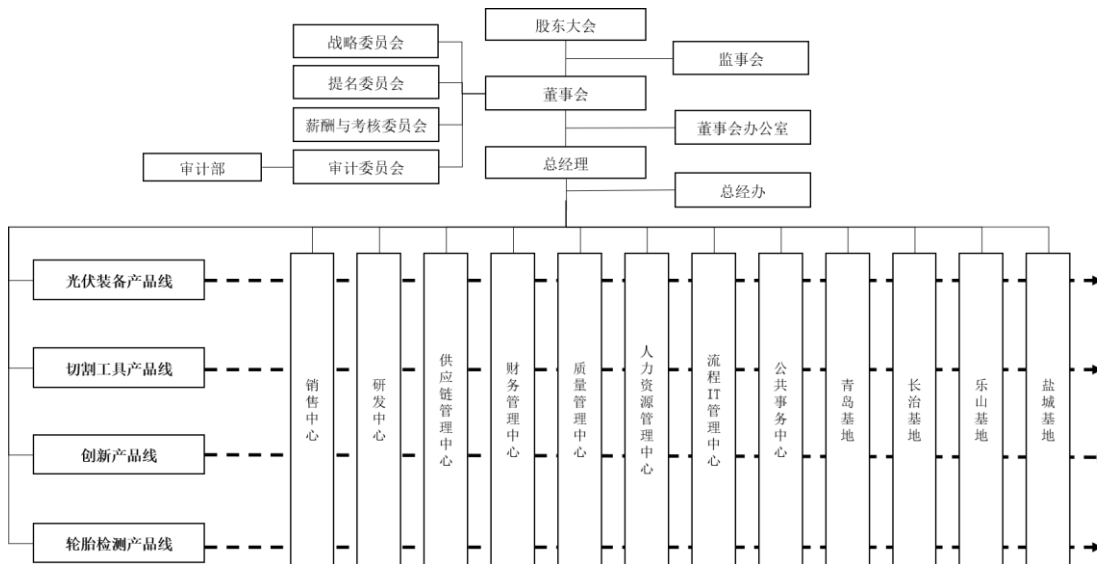 股东大会
战略委员会
监事会
提名委员会
董事会
薪酬与考核委员会
董事会办公室
审计部
审计委员会
总经理
总经办
光伏装备产品线
切割工具产品线
创新产品线
轮胎检测产品线
销售中心
研发中心
供应链管理中心
财务管理中心
质量管理中心
人力资源管理中心
流程IT管理中心
公共事务中心
青岛基地
长治基地
乐山基地
盐城基地